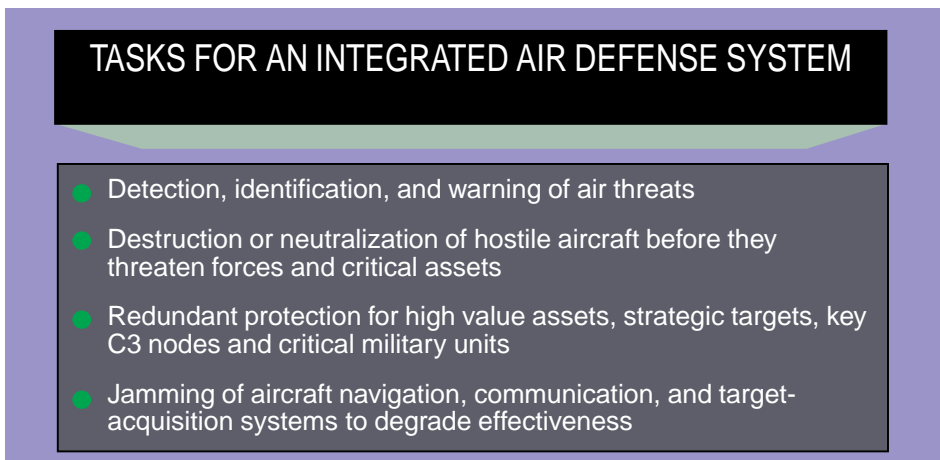 TASKS FOR AN INTEGRATED AIR DEFENSE SYSTEM
Detection, identification, and warning of air threats
Destruction or neutralization of hostile aircraft before they
threaten forces and critical assets
Redundant protection for high value assets, strategic targets, key
C3 nodes and critical military units
Jamming of aircraft navigation, communication, and target-
acquisition systems to degrade effectiveness